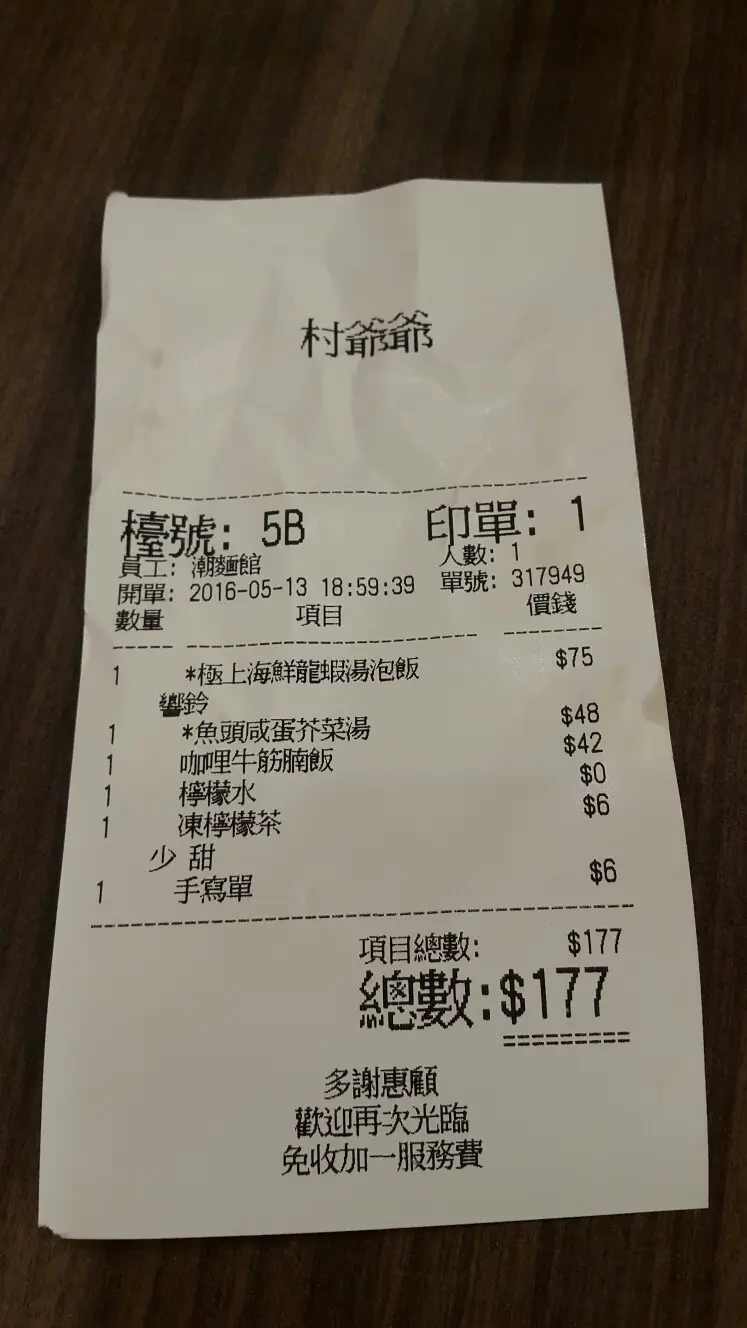 村爺爺
檯號: 5B 印單: 1
員工: 潮麵館 人數: 1
開單: 2016-05-13 18:59:39 單號: 317949
數量 項目 價錢
1 *極上海鮮龍蝦湯泡飯 $75
響鈴
1 *魚頭咸蛋芥菜湯 $48
1 咖哩牛筋腩飯 $42
1 檸檬水 $0
1 凍檸檬茶 $6
少 甜
1 手寫單 $6
項目總數: $177
總數:$177
多謝惠顧
歡迎再次光臨
免收加一服務費